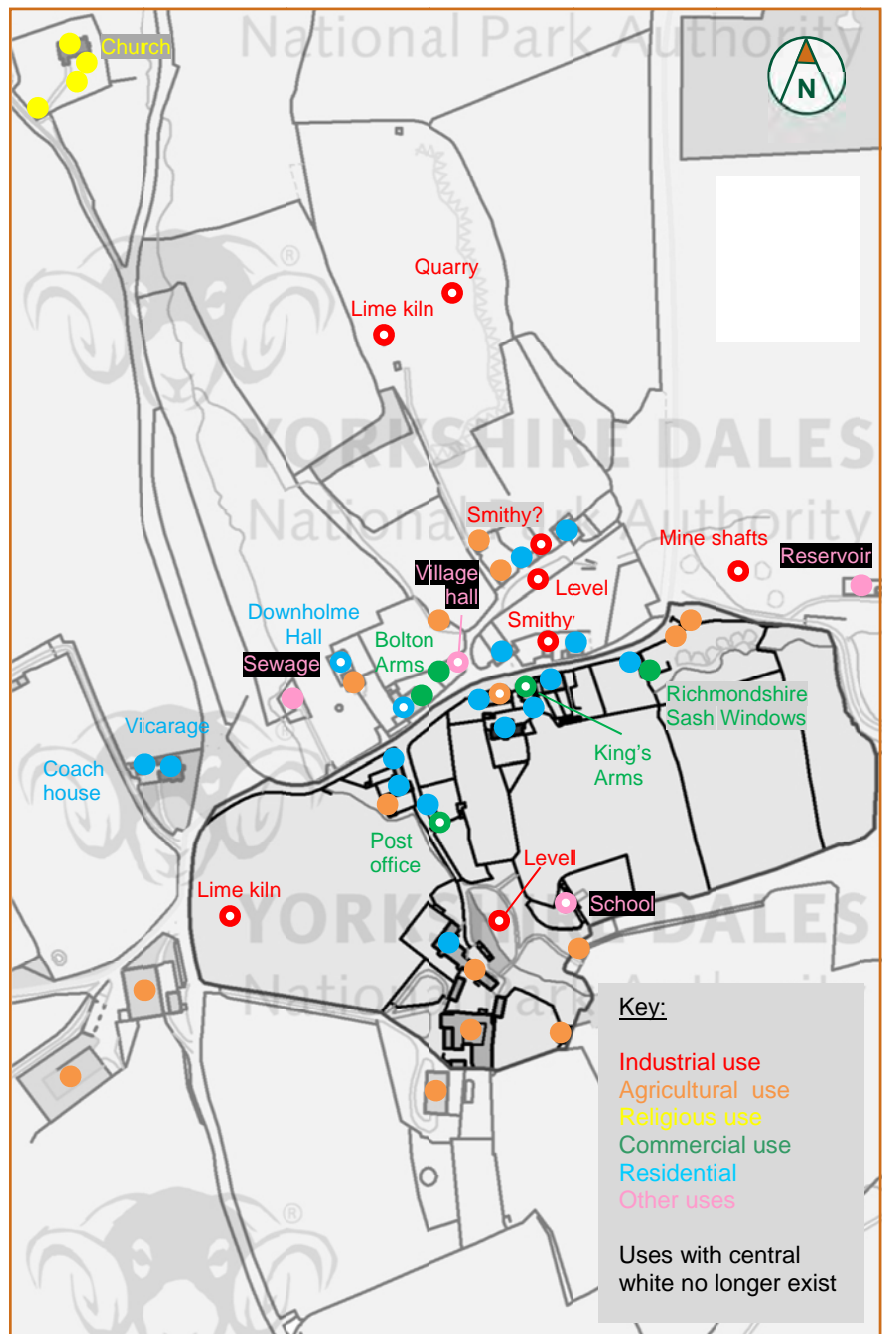 National Park Authority
Church
N
®
Quarry
Lime kiln
YORKSHIRE DALES
National Park Authority
Smithy?
Mine shafts
Reservoir
Village
hall
Level
Downholme
Hall
Smithy
Bolton
Arms
Sewage
Richmondshire
Sash Windows
Vicarage
King's
Arms
Coach
house
Post
office
Level
Lime kiln
School
YORKSHIRE DALES
National Park Authority
Key:
Industrial use
Agricultural use
Religious use
Commercial use
Residential
Other uses
Uses with central
white no longer exist
®